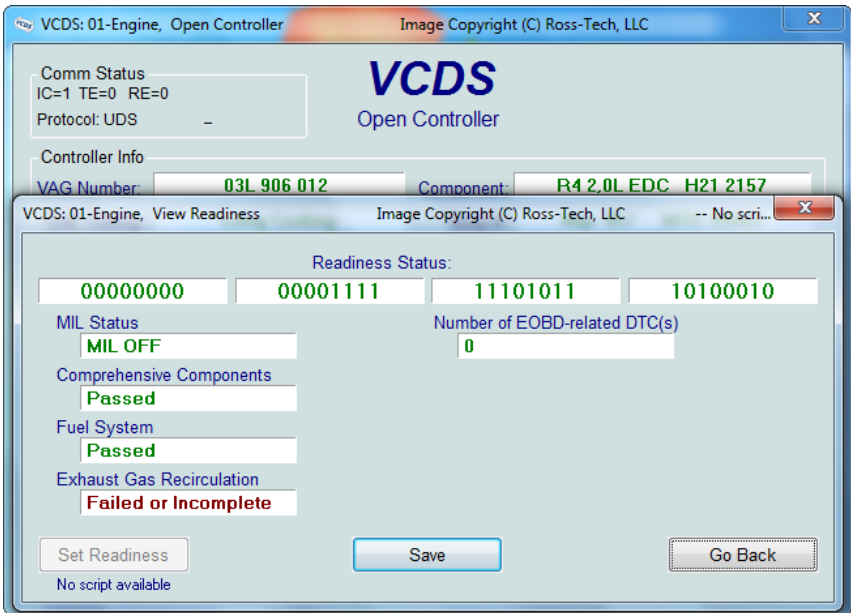 VCDS: 01-Engine, Open Controller Image Copyright (C) Ross-Tech, LLC
Comm Status
IC=1 TE=0 RE=0
Protocol: UDS
VCDS
Open Controller
Controller Info
VAG Number: 03L 906 012 Component: R4 2,0L EDC H21 2157
VCDS: 01-Engine, View Readiness Image Copyright (C) Ross-Tech, LLC -- No scri...
Readiness Status:
00000000 00001111 11101011 10100010
MIL Status Number of EOBD-related DTC(s)
MIL OFF 0
Comprehensive Components
Passed
Fuel System
Passed
Exhaust Gas Recirculation
Failed or Incomplete
Set Readiness Save Go Back
No script available